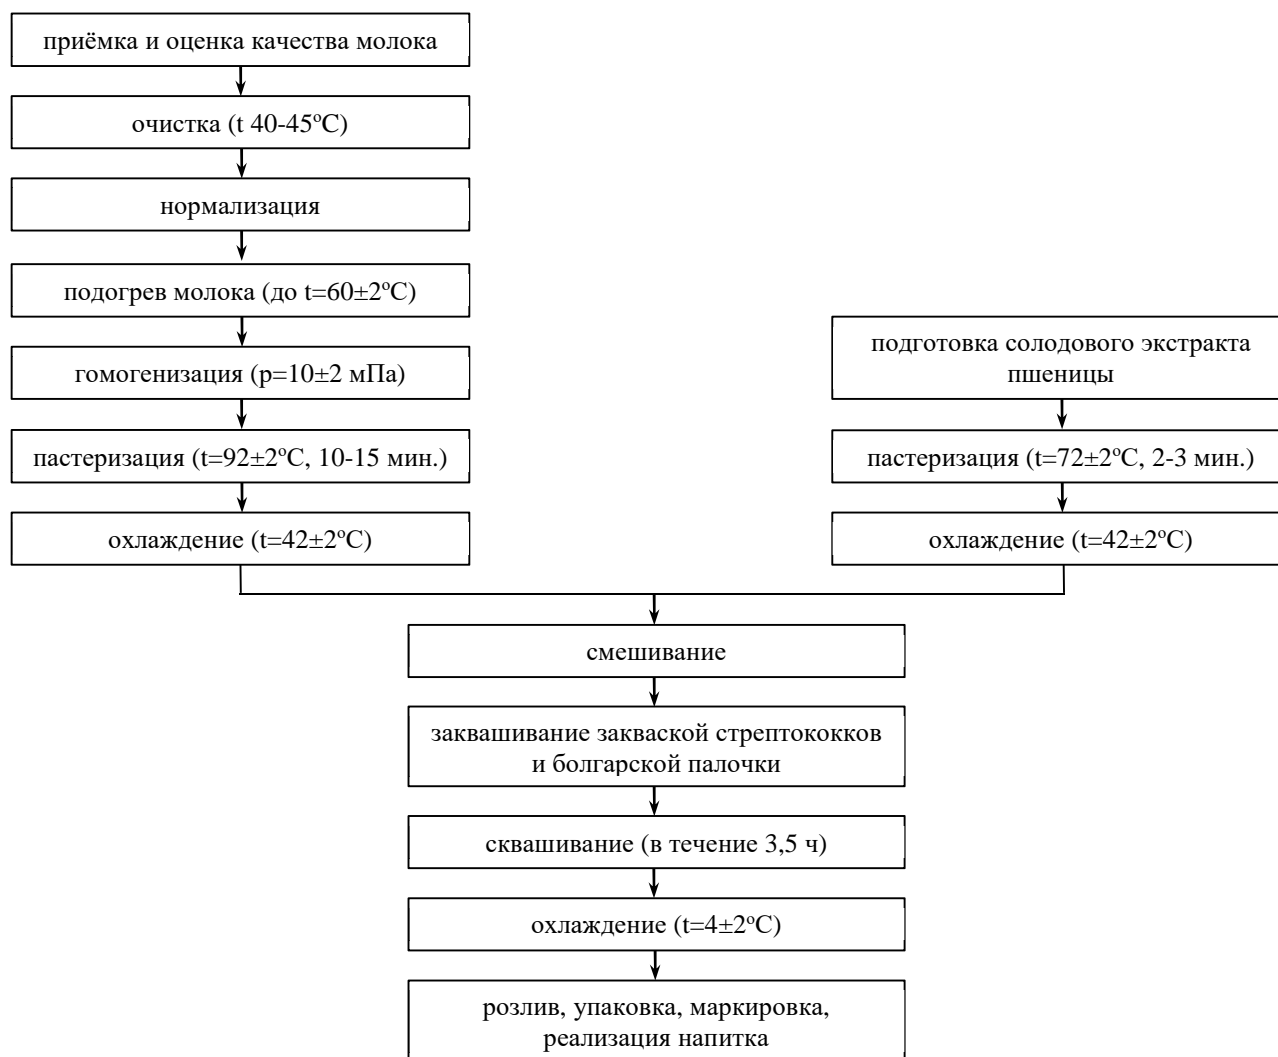 приёмка и оценка качества молока
очистка (t 40-45ºС)
нормализация
подогрев молока (до t=60±2ºС)
гомогенизация (р=10±2 мПа)
пастеризация (t=92±2ºС, 10-15 мин.)
охлаждение (t=42±2ºС)
подготовка солодового экстракта
пшеницы
пастеризация (t=72±2ºС, 2-3 мин.)
охлаждение (t=42±2ºС)
смешивание
заквашивание закваской стрептококков
и болгарской палочки
сквашивание (в течение 3,5 ч)
охлаждение (t=4±2ºС)
розлив, упаковка, маркировка,
реализация напитка